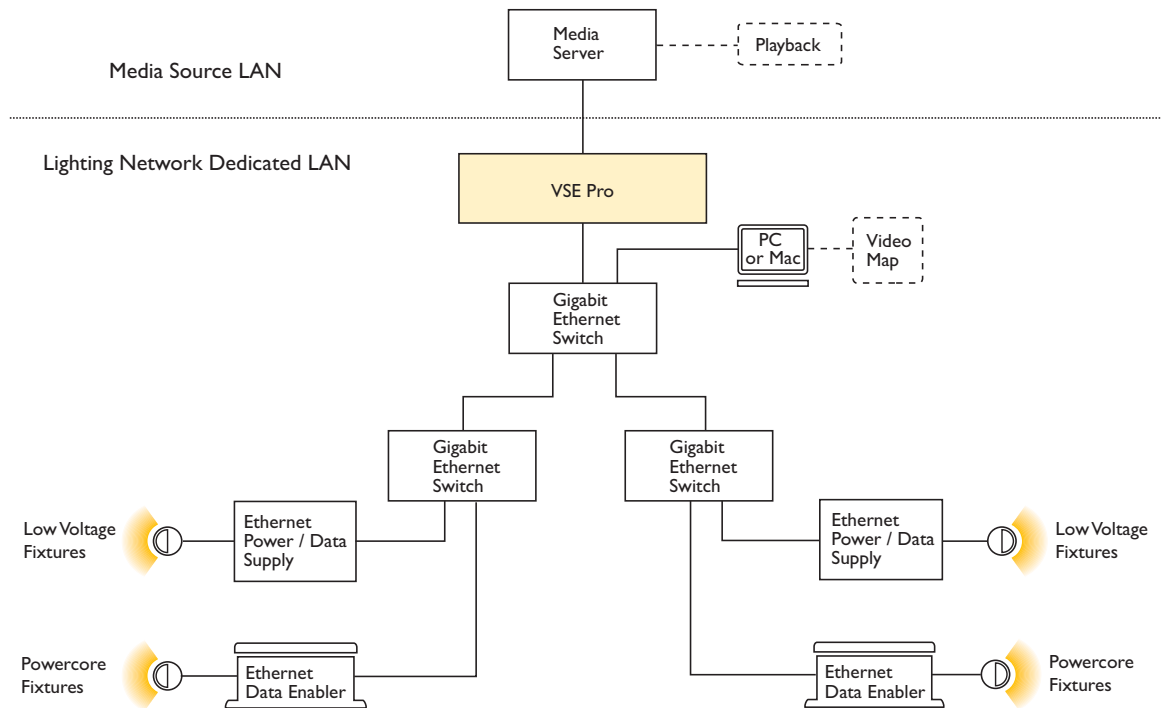 Media
Server
Playback
Media Source LAN
Lighting Network Dedicated LAN
VSE Pro
PC
or Mac
Video
Map
Gigabit
Ethernet
Switch
Gigabit
Ethernet
Switch
Gigabit
Ethernet
Switch
Low Voltage
Fixtures
Ethernet
Power / Data
Supply
Ethernet
Power / Data
Supply
Low Voltage
Fixtures
Powercore
Fixtures
Ethernet
Data Enabler
Ethernet
Data Enabler
Powercore
Fixtures